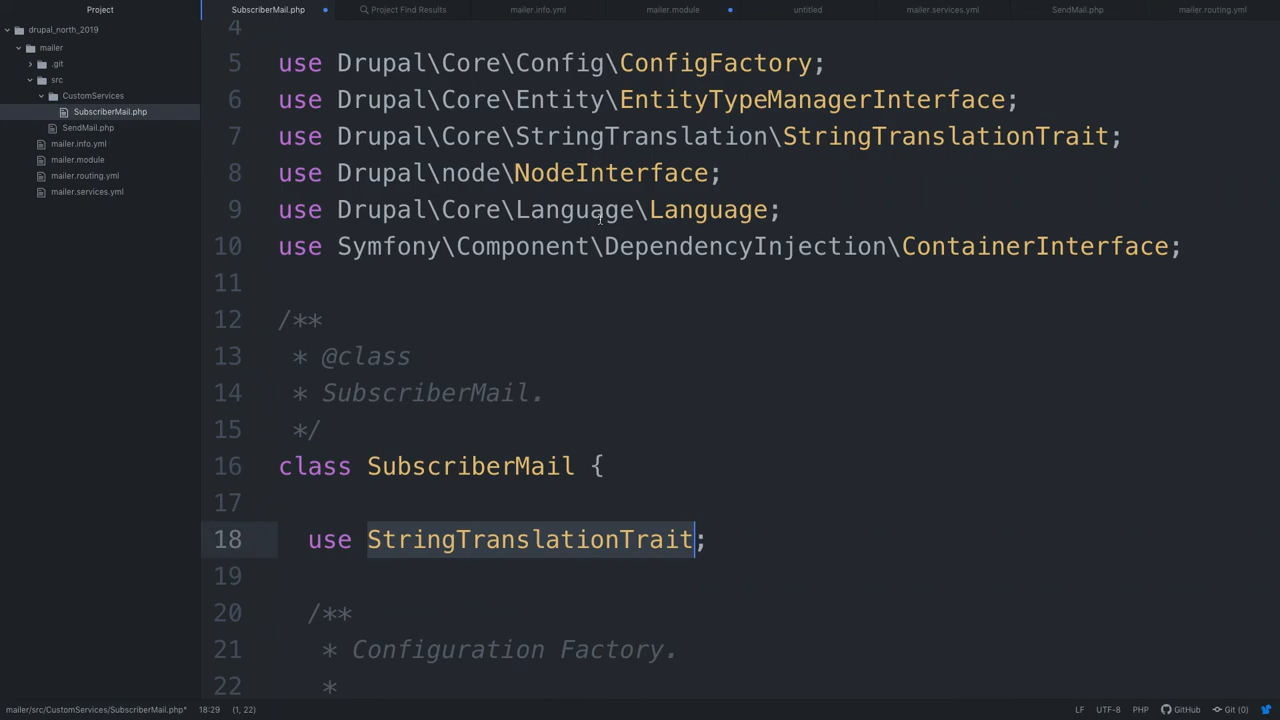 Project
SubscriberMail.php
Project Find Results
mailer.info.yml
mailer.module
untitled
mailer.services.yml
SendMail.php
mailer.routing.yml
drupal_north_2019
mailer
.git
src
CustomServices
SubscriberMail.php
SendMail.php
mailer.info.yml
mailer.module
mailer.routing.yml
mailer.services.yml
4
5 use Drupal\Core\Config\ConfigFactory;
6 use Drupal\Core\Entity\EntityTypeManagerInterface;
7 use Drupal\Core\StringTranslation\StringTranslationTrait;
8 use Drupal\node\NodeInterface;
9 use Drupal\Core\Language\Language;
10 use Symfony\Component\DependencyInjection\ContainerInterface;
11
12 /**
13 * @class
14 * SubscriberMail.
15 */
16 class SubscriberMail {
17
18 use StringTranslationTrait;
19
20 /**
21 * Configuration Factory.
22 *
mailer/src/CustomServices/SubscriberMail.php* 18:29 (1, 22) LF UTF-8 PHP GitHub Git (0)